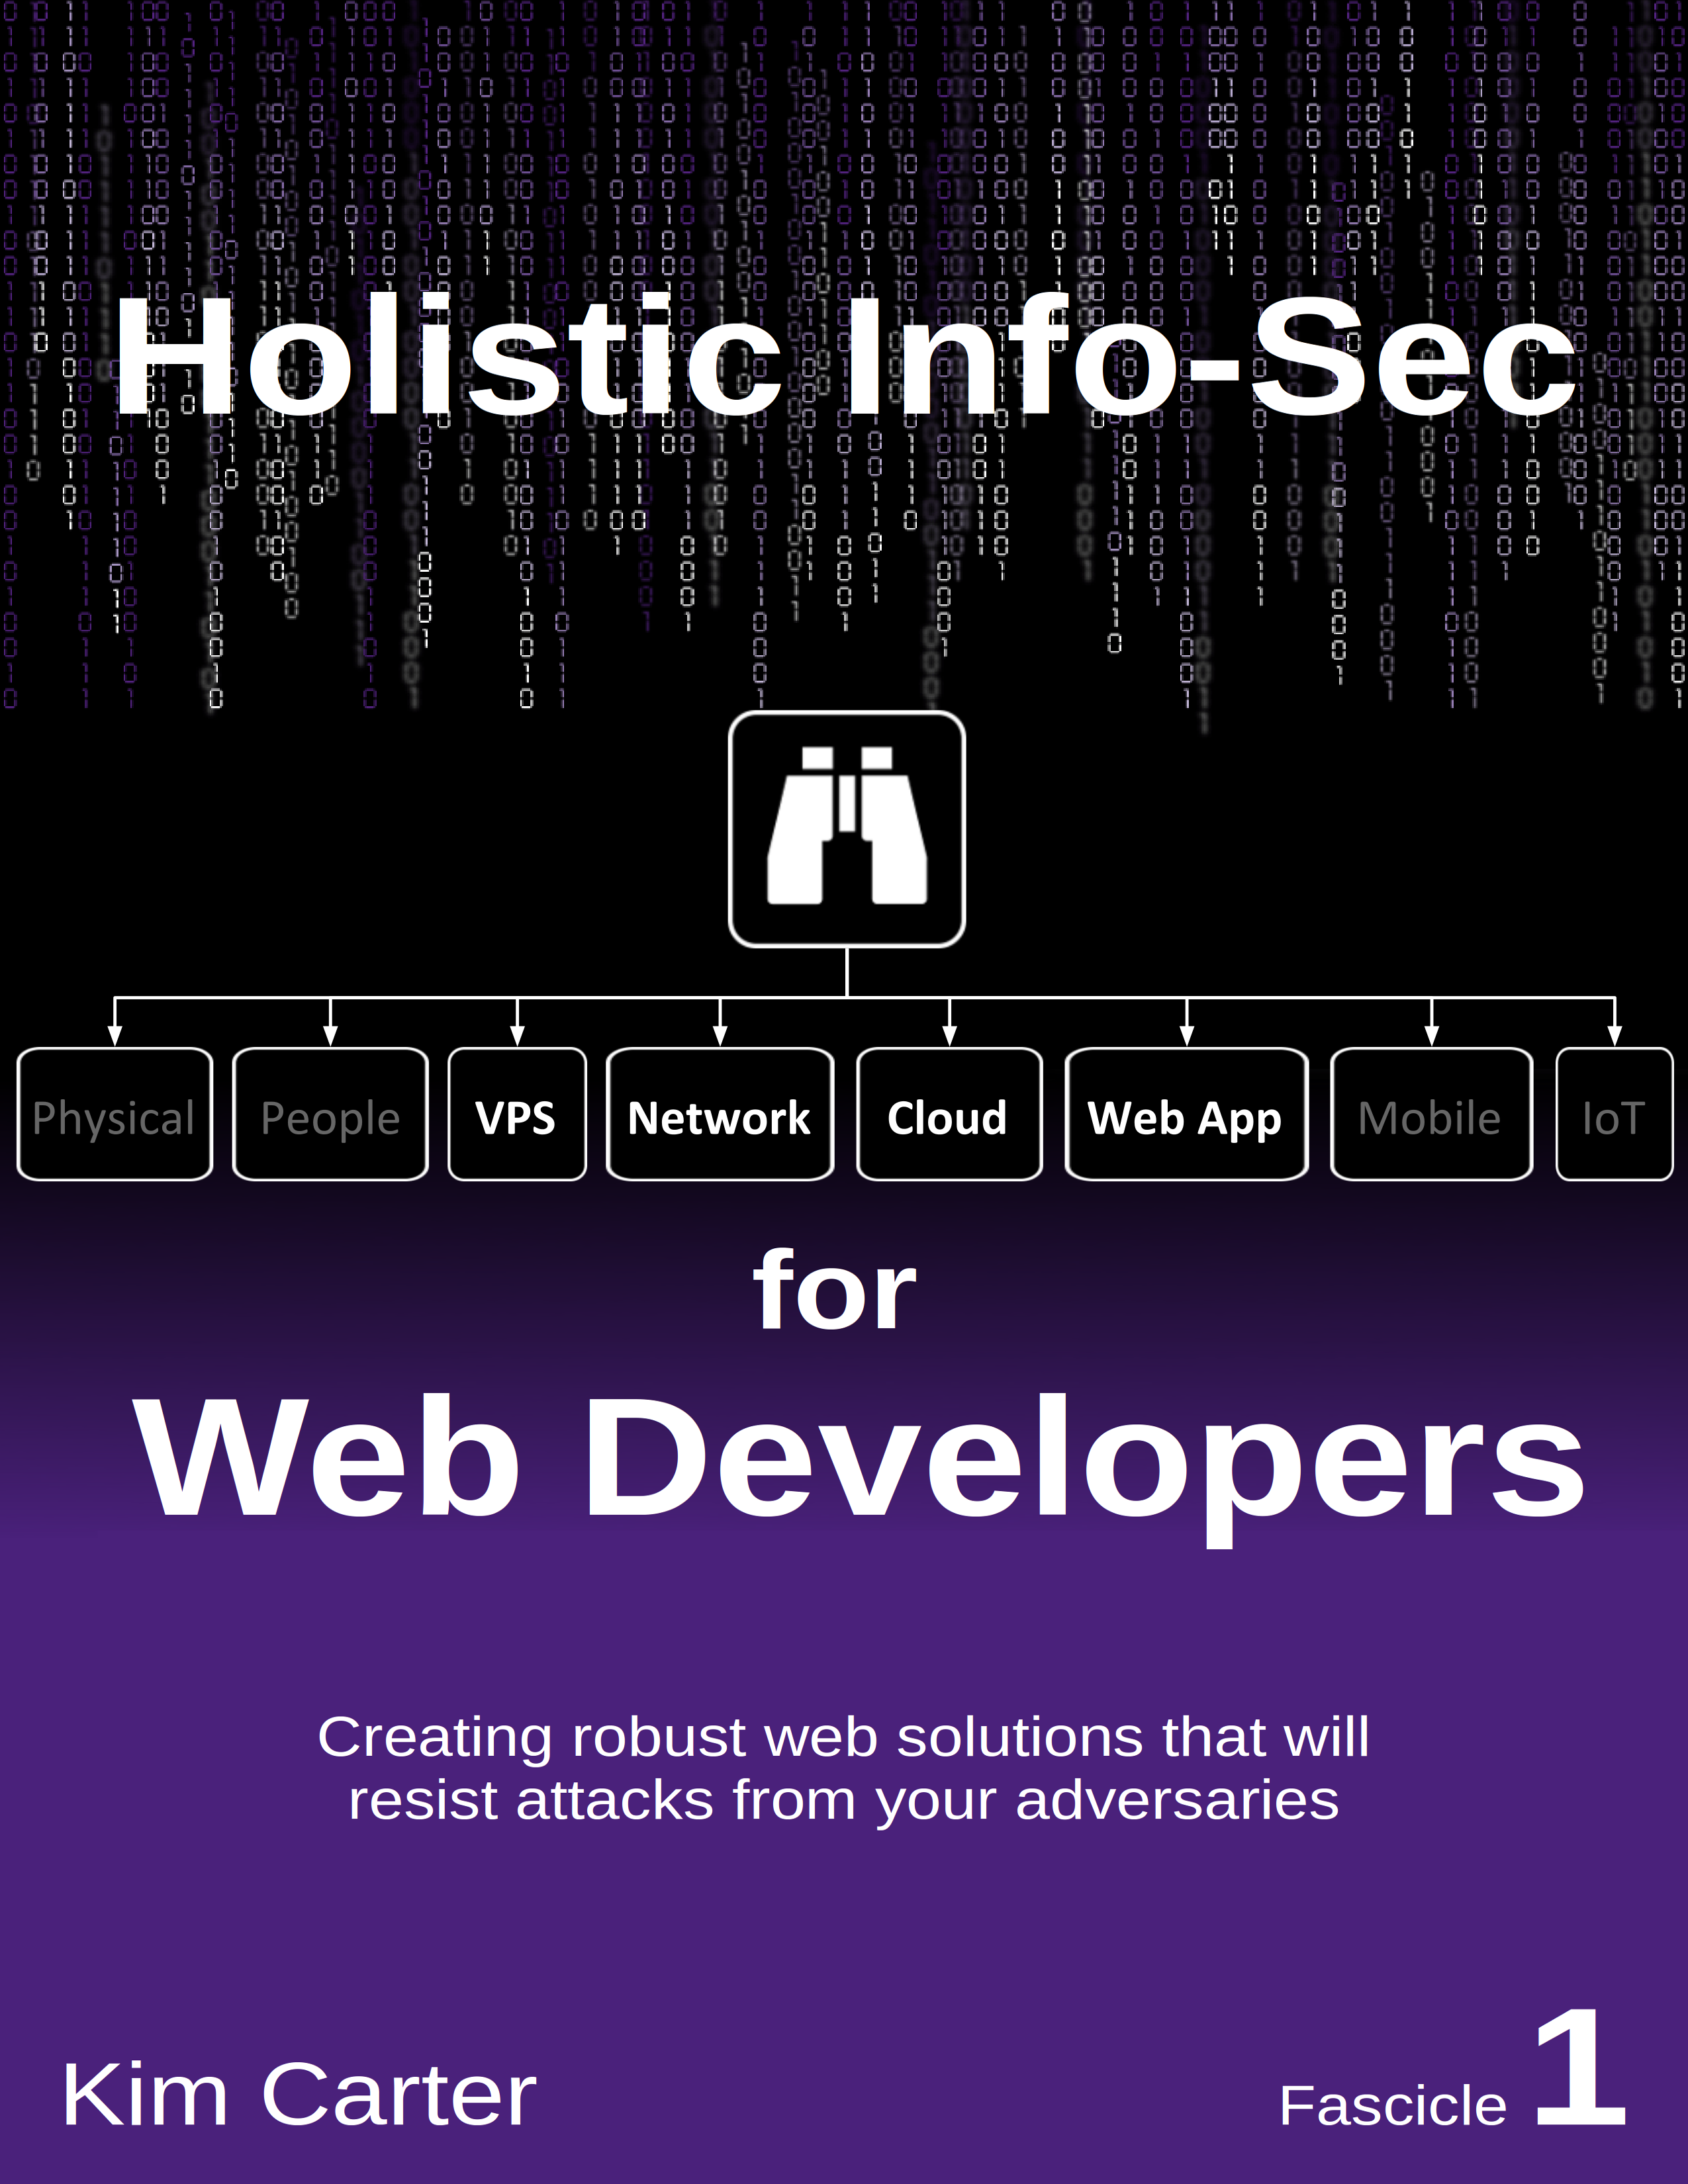 Holistic Info-Sec
Physical People VPS Network Cloud Web App Mobile IoT
for
Web Developers
Creating robust web solutions that will
resist attacks from your adversaries
Kim Carter
Fascicle 1